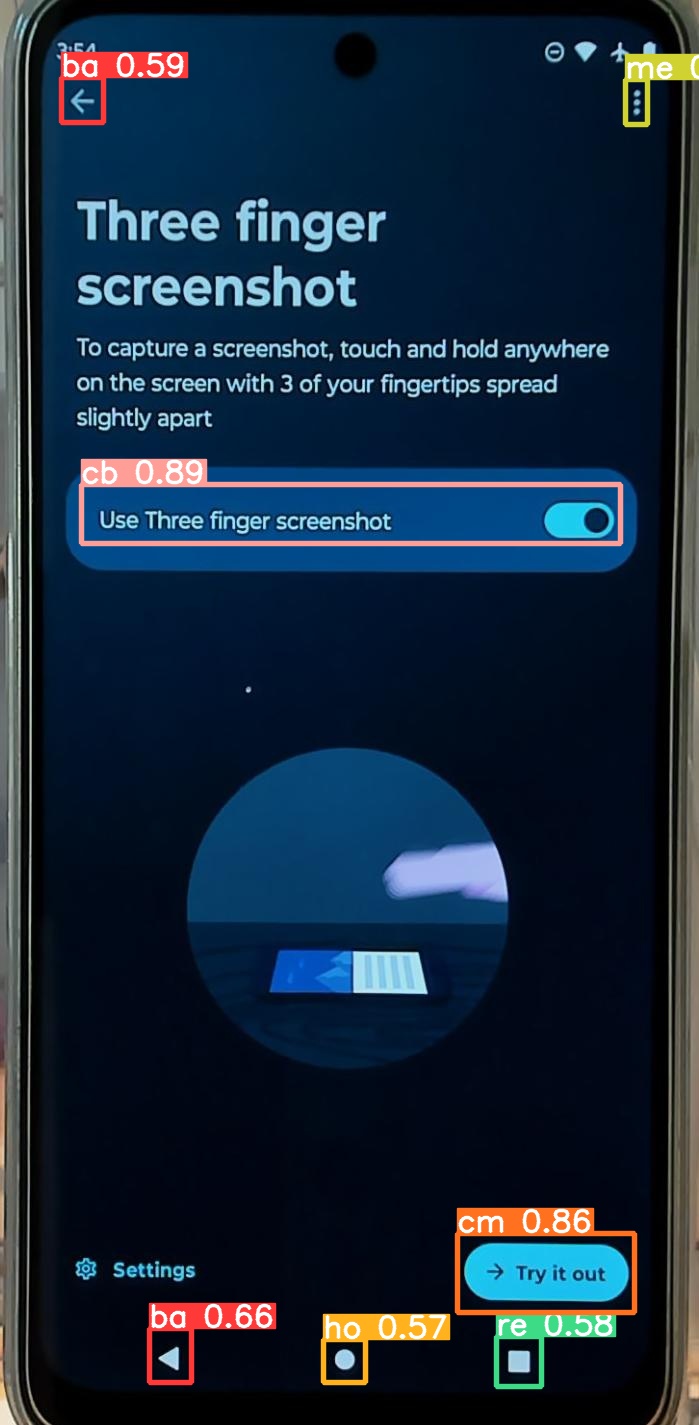 3:54
ba 0.59
me
Three finger
screenshot
To capture a screenshot, touch and hold anywhere
on the screen with 3 of your fingertips spread
slightly apart
cb 0.89
Use Three finger screenshot
cm 0.86
Settings
Try it out
ba 0.66
ho 0.57
re 0.58